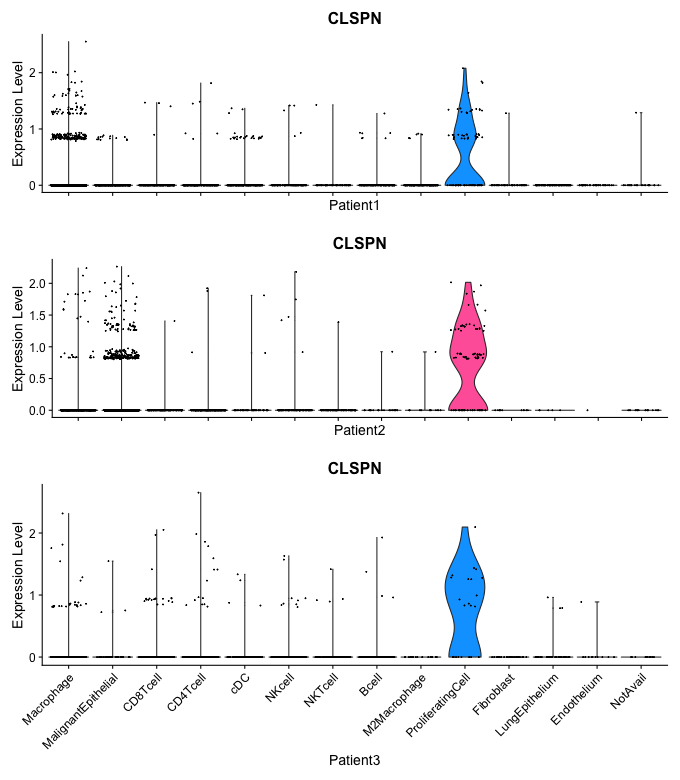 CLSPN
Expression Level
2
1
0
Patient1
CLSPN
Expression Level
2.0
1.5
1.0
0.5
0.0
Patient2
CLSPN
Expression Level
2
1
0
Macrophage
MalignantEpithelial
CD8Tcell
CD4Tcell
cDC
NKcell
NKTcell
Bcell
M2Macrophage
ProliferatingCell
Fibroblast
LungEpithelium
Endothelium
NotAvail
Patient3